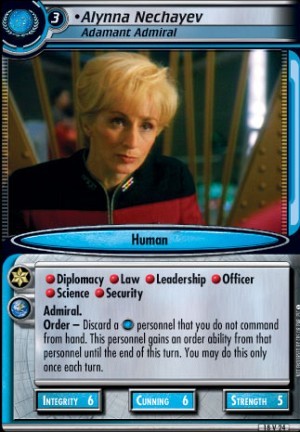 3
•Alynna Nechayev
Adamant Admiral
Human
Diplomacy Law Leadership Officer
Science Security
Admiral.
Order – Discard a personnel that you do not command
from hand. This personnel gains an order ability from that
personnel until the end of this turn. You may do this only
once each turn.
Integrity 6 Cunning 6 Strength 5
14 V 24